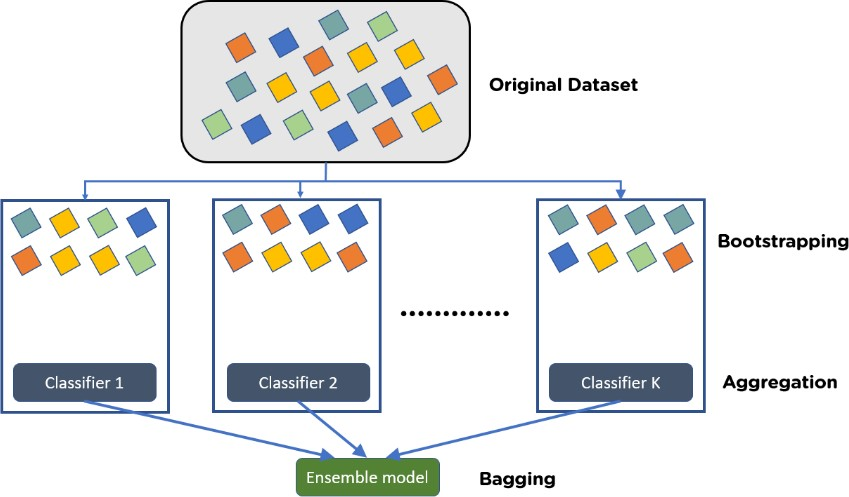 Original Dataset
Bootstrapping
.............
Classifier 1
Classifier 2
Classifier K
Aggregation
Ensemble model
Bagging